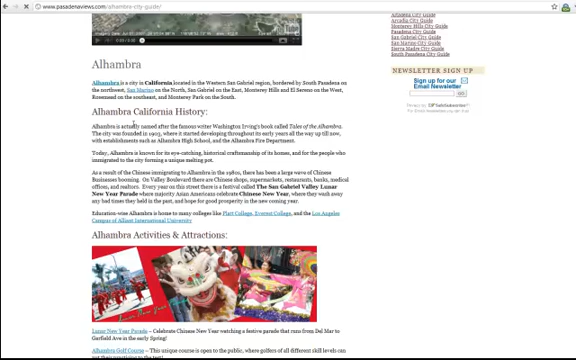 www.pasadenaviews.com/alhambra-city-guide/
Alhambra
Alhambra is a city in California located in the Western San Gabriel region, bordered by South Pasadena on
the northwest, San Marino on the North, San Gabriel on the East, Monterey Hills and El Sereno on the West,
Rosemead on the southeast, and Monterey Park on the South.
Alhambra California History:
Alhambra is actually named after the famous writer Washington Irving's book called Tales of the Alhambra.
The city was founded in 1903, where it started developing throughout its early years all the way up till now,
with establishments such as Alhambra High School, and the Alhambra Fire Department.
Today, Alhambra is known for its eye-catching, historical craftsmanship of its homes, and for the people who
immigrated to the city forming a unique melting pot.
As a result of the Chinese immigrating to Alhambra in the 1980s, there has been a large wave of Chinese
Businesses booming. On Valley Boulevard there are Chinese shops, supermarkets, restaurants, banks, medical
offices, and realtors. Every year on this street there is a festival called The San Gabriel Valley Lunar
New Year Parade where majority Asian Americans celebrate Chinese New Year, where they wash away
any bad times they held in the past, and hope for good prosperity in the new coming year.
Education-wise Alhambra is home to many colleges like Platt College, Everest College, and the Los Angeles
Campus of Alliant International University
Alhambra Activities & Attractions:
Lunar New Year
Lunar New Year Parade – Celebrate Chinese New Year watching a festive parade that runs from Del Mar to
Garfield Ave in the early Spring!
Alhambra Golf Course – This unique course is open to the public, where golfers of all different skill levels can
Altadena City Guide
Arcadia City Guide
Monterey Hills City Guide
Pasadena City Guide
San Gabriel City Guide
San Marino City Guide
Sierra Madre City Guide
South Pasadena City Guide
NEWSLETTER SIGN UP
Sign up for our
Email Newsletter
GO